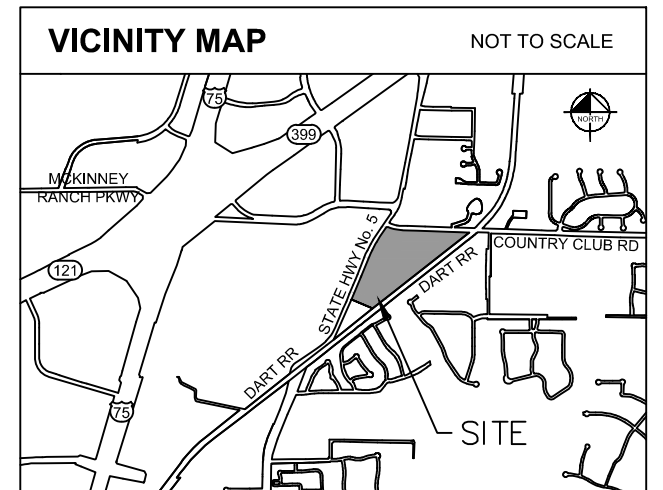 VICINITY MAP
NOT TO SCALE
75
399
NORTH
MCKINNEY
RANCH PKWY
STATE HWY No. 5
COUNTRY CLUB RD
121
DART RR
DART RR
75
SITE